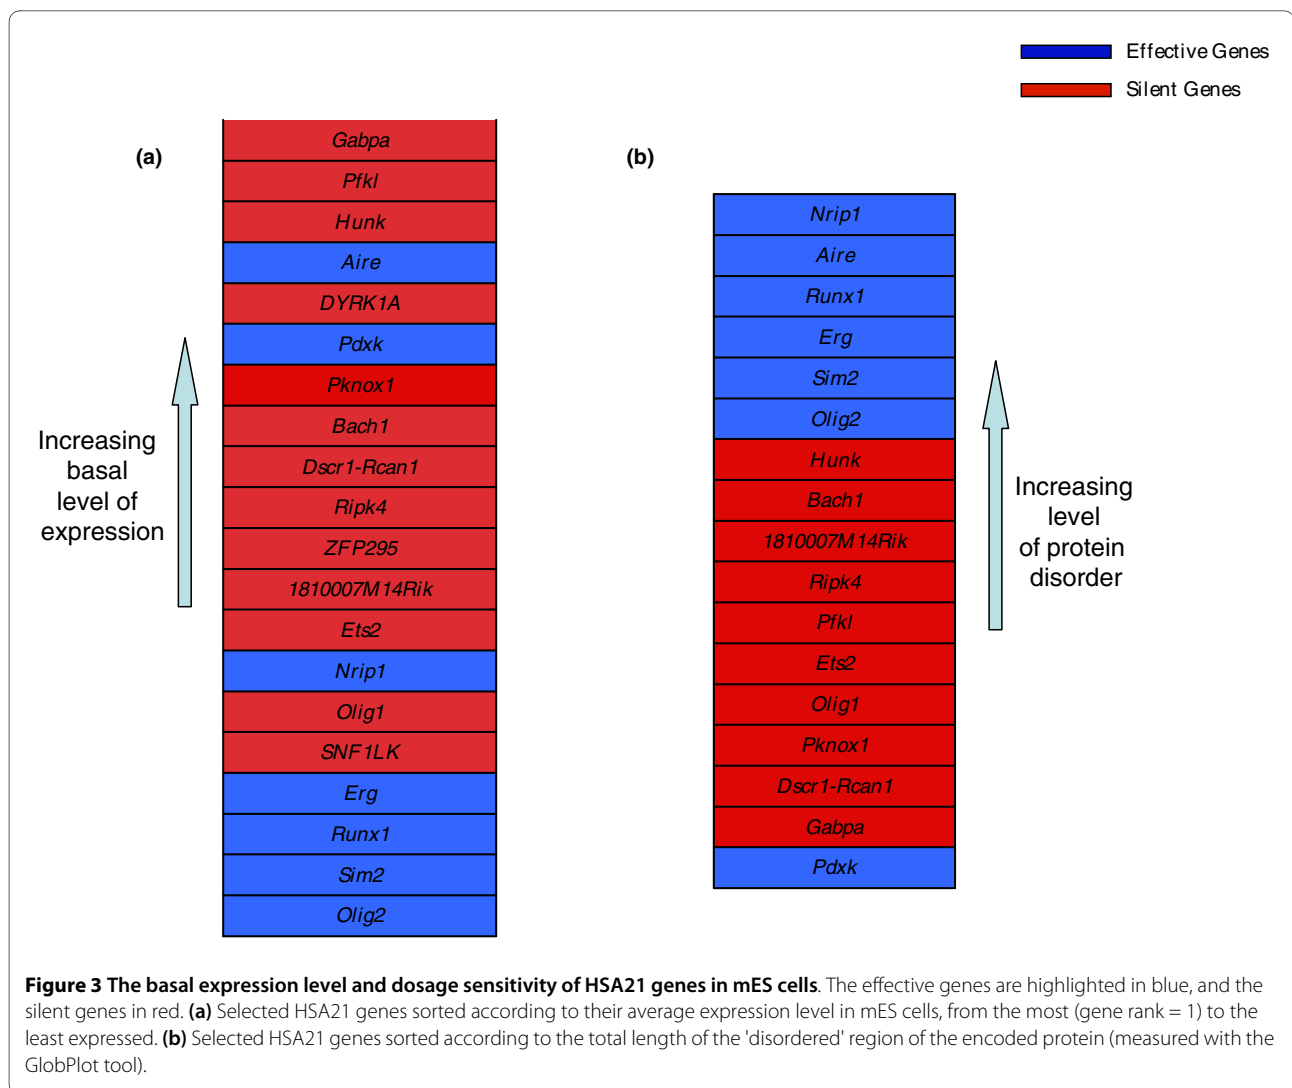 Effective Genes
Silent Genes
(a)
Gabpa
Pfkl
Hunk
Aire
DYRK1A
Pdxk
Pknox1
Bach1
Dscr1-Rcan1
Ripk4
ZFP295
1810007M14Rik
Ets2
Nrip1
Olig1
SNF1LK
Erg
Runx1
Sim2
Olig2
Increasing
basal
level of
expression
(b)
Nrip1
Aire
Runx1
Erg
Sim2
Olig2
Hunk
Bach1
1810007M14Rik
Ripk4
Pfkl
Ets2
Olig1
Pknox1
Dscr1-Rcan1
Gabpa
Pdxk
Increasing
level
of protein
disorder
Figure 3 The basal expression level and dosage sensitivity of HSA21 genes in mES cells. The effective genes are highlighted in blue, and the
silent genes in red. (a) Selected HSA21 genes sorted according to their average expression level in mES cells, from the most (gene rank = 1) to the
least expressed. (b) Selected HSA21 genes sorted according to the total length of the 'disordered' region of the encoded protein (measured with the
GlobPlot tool).